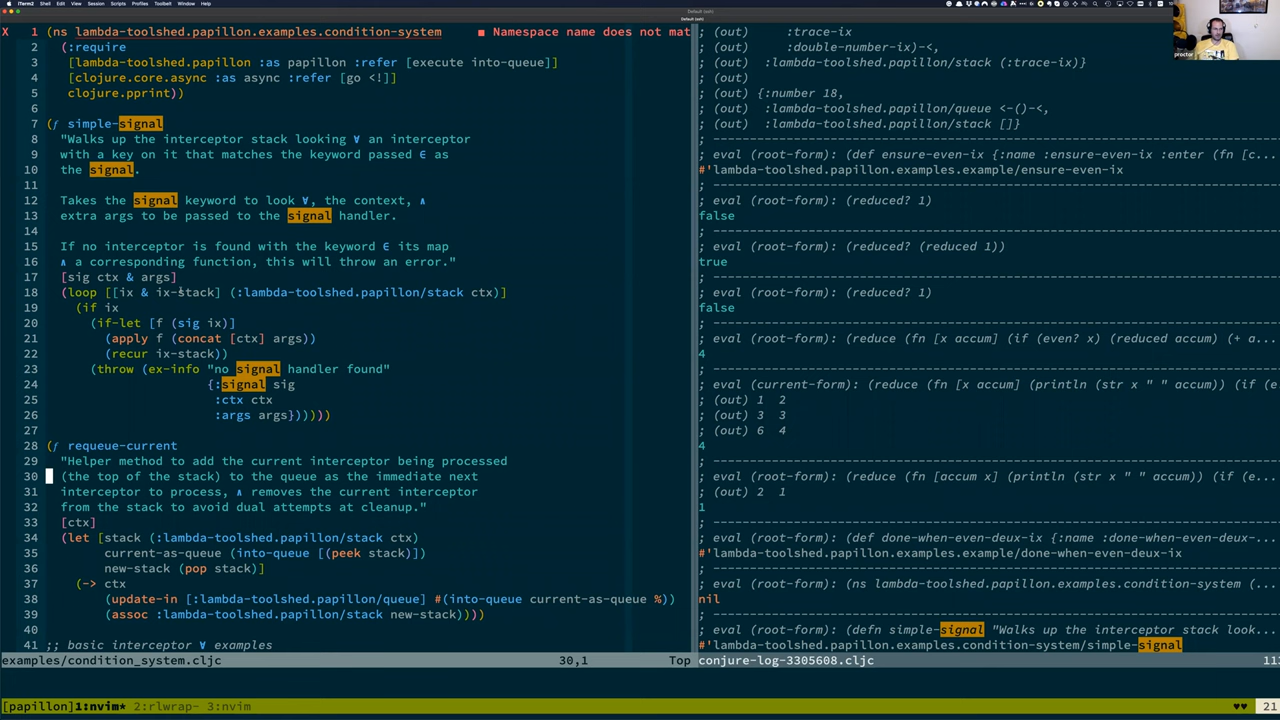 iTerm2 Shell Edit View Session Scripts Profiles Toolbelt Window Help
Default (ssh)
Default (ssh)
X 1 (ns lambda-toolshed.papillon.examples.condition-system ■ Namespace name does not mat
2 (:require
3 [lambda-toolshed.papillon :as papillon :refer [execute into-queue]]
4 [clojure.core.async :as async :refer [go <!]]
5 clojure.pprint))
6
7 (ƒ simple-signal
8 "Walks up the interceptor stack looking ∀ an interceptor
9 with a key on it that matches the keyword passed ∈ as
10 the signal.
11
12 Takes the signal keyword to look ∀, the context, ∧
13 extra args to be passed to the signal handler.
14
15 If no interceptor is found with the keyword ∈ its map
16 ∧ a corresponding function, this will throw an error."
17 [sig ctx & args]
18 (loop [[ix & ix-stack] (:lambda-toolshed.papillon/stack ctx)]
19 (if ix
20 (if-let [f (sig ix)]
21 (apply f (concat [ctx] args))
22 (recur ix-stack))
23 (throw (ex-info "no signal handler found"
24 {:signal sig
25 :ctx ctx
26 :args args})))))
27
28 (ƒ requeue-current
29 "Helper method to add the current interceptor being processed
30 (the top of the stack) to the queue as the immediate next
31 interceptor to process, ∧ removes the current interceptor
32 from the stack to avoid dual attempts at cleanup."
33 [ctx]
34 (let [stack (:lambda-toolshed.papillon/stack ctx)
35 current-as-queue (into-queue [(peek stack)])
36 new-stack (pop stack)]
37 (-> ctx
38 (update-in [:lambda-toolshed.papillon/queue] #(into-queue current-as-queue %))
39 (assoc :lambda-toolshed.papillon/stack new-stack))))
40
41 ;; basic interceptor ∀ examples
examples/condition_system.cljc 30,1 Top
; (out) :trace-ix
; (out) :double-number-ix)-<,
; (out) :lambda-toolshed.papillon/stack (:trace-ix)}
; (out)
; (out) {:number 18,
; (out) :lambda-toolshed.papillon/queue <-()-<,
; (out) :lambda-toolshed.papillon/stack []}
; --------------------------------------------------------------------------------
; eval (root-form): (def ensure-even-ix {:name :ensure-even-ix :enter (fn [c...
#'lambda-toolshed.papillon.examples.example/ensure-even-ix
; --------------------------------------------------------------------------------
; eval (root-form): (reduced? 1)
false
; --------------------------------------------------------------------------------
; eval (root-form): (reduced? (reduced 1))
true
; --------------------------------------------------------------------------------
; eval (root-form): (reduced? 1)
false
; --------------------------------------------------------------------------------
; eval (root-form): (reduce (fn [x accum] (if (even? x) (reduced accum) (+ a...
4
; --------------------------------------------------------------------------------
; eval (current-form): (reduce (fn [x accum] (println (str x " " accum)) (if (e...
; (out) 1 2
; (out) 3 3
; (out) 6 4
4
; --------------------------------------------------------------------------------
; eval (root-form): (reduce (fn [accum x] (println (str x " " accum)) (if (e...
; (out) 2 1
1
; --------------------------------------------------------------------------------
; eval (root-form): (def done-when-even-deux-ix {:name :done-when-even-deux-...
#'lambda-toolshed.papillon.examples.example/done-when-even-deux-ix
; --------------------------------------------------------------------------------
; eval (root-form): (ns lambda-toolshed.papillon.examples.condition-system (...
nil
; --------------------------------------------------------------------------------
; eval (root-form): (defn simple-signal "Walks up the interceptor stack look...
#'lambda-toolshed.papillon.examples.condition-system/simple-signal
conjure-log-3305608.cljc 113
proctor
[papillon]1:nvim* 2:rlwrap- 3:nvim ♥♥ 21